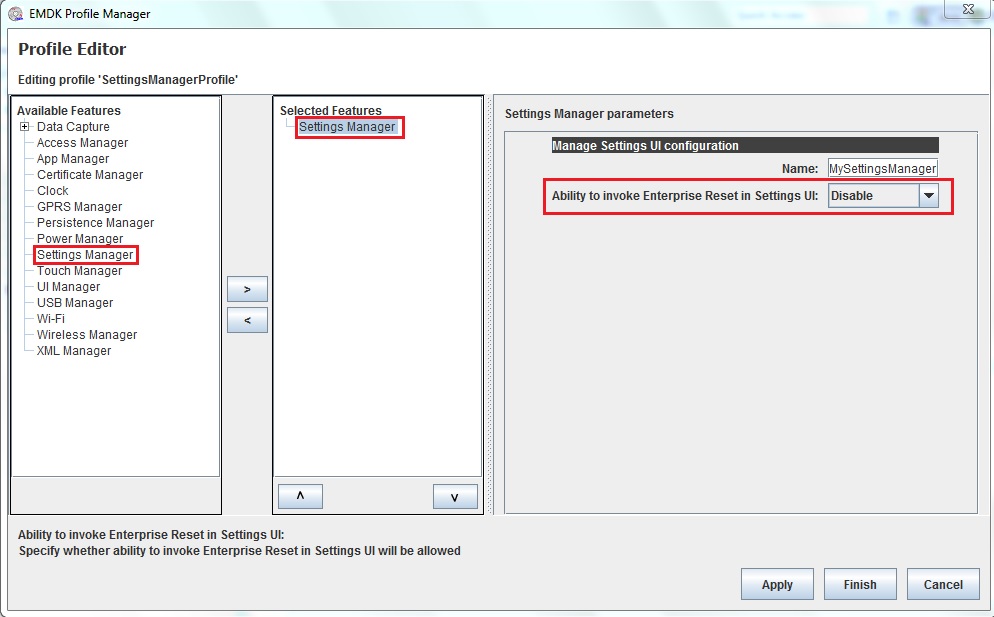 EMDK Profile Manager
Profile Editor
Editing profile 'SettingsManagerProfile'
Available Features
Data Capture
Access Manager
App Manager
Certificate Manager
Clock
GPRS Manager
Persistence Manager
Power Manager
Settings Manager
Touch Manager
UI Manager
USB Manager
Wi-Fi
Wireless Manager
XML Manager
>
<
Selected Features
Settings Manager
ʌ
v
Settings Manager parameters
Manage Settings UI configuration
Name: MySettingsManager
Ability to invoke Enterprise Reset in Settings UI: Disable
Ability to invoke Enterprise Reset in Settings UI:
Specify whether ability to invoke Enterprise Reset in Settings UI will be allowed
Apply Finish Cancel